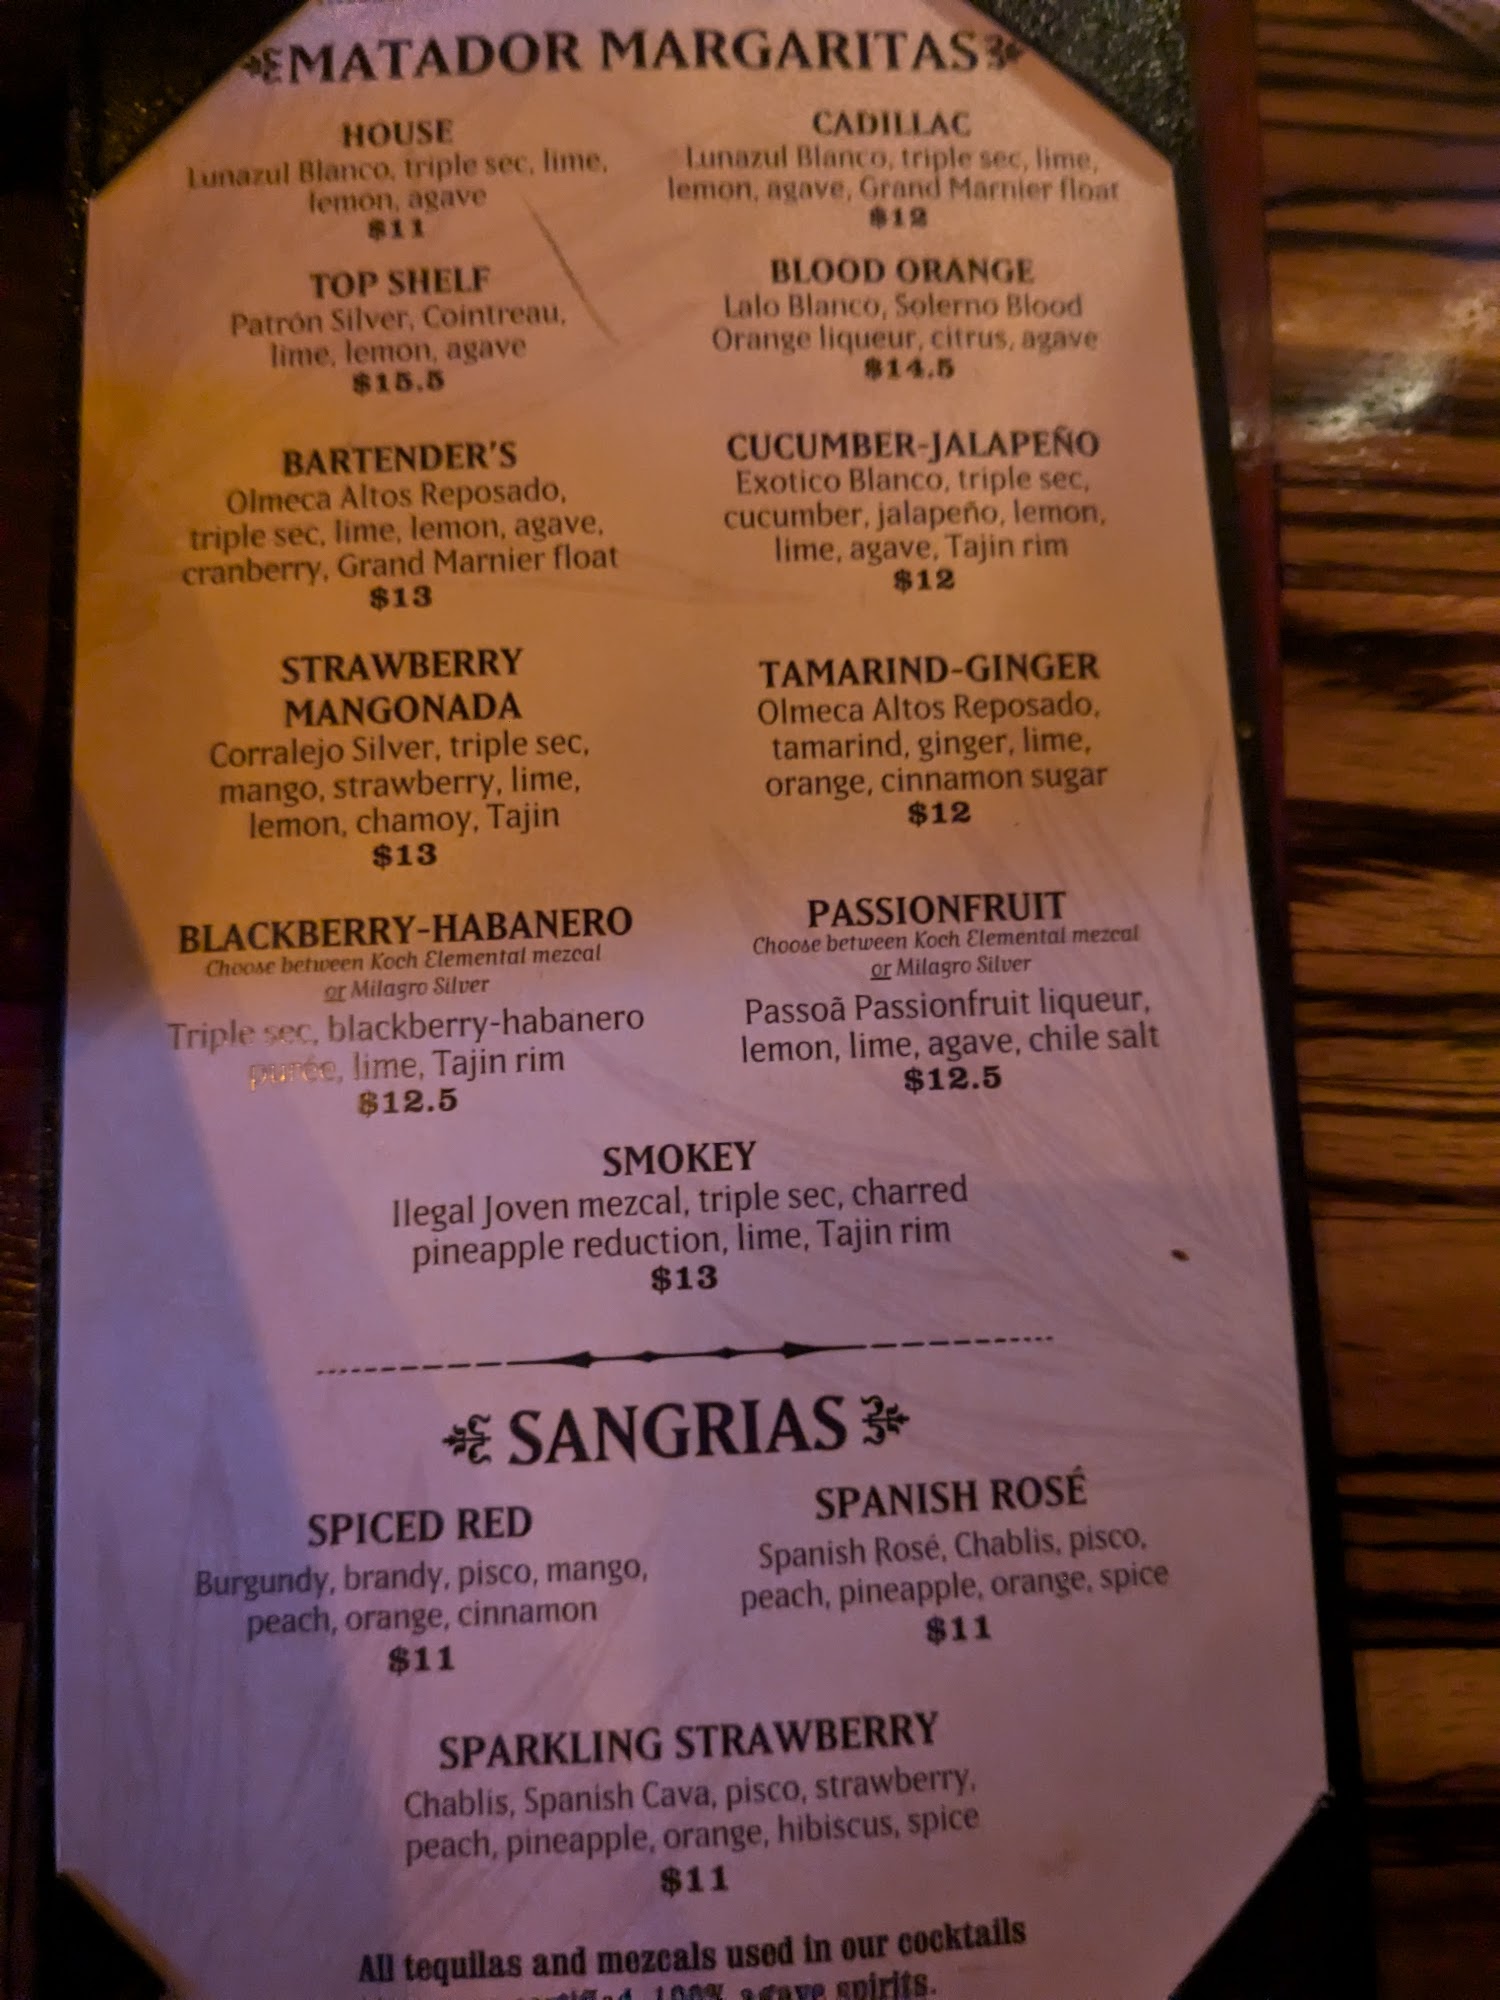 MATADOR MARGARITAS
HOUSE
Lunazul Blanco, triple sec, lime,
lemon, agave
$11
CADILLAC
Lunazul Blanco, triple sec, lime,
lemon, agave, Grand Marnier float
$12
TOP SHELF
Patrón Silver, Cointreau,
lime, lemon, agave
$15.5
BLOOD ORANGE
Lalo Blanco, Solerno Blood
Orange liqueur, citrus, agave
$14.5
BARTENDER'S
Olmeca Altos Reposado,
triple sec, lime, lemon, agave,
cranberry, Grand Marnier float
$13
CUCUMBER-JALAPEÑO
Exotico Blanco, triple sec,
cucumber, jalapeño, lemon,
lime, agave, Tajin rim
$12
STRAWBERRY
MANGONADA
Corralejo Silver, triple sec,
mango, strawberry, lime,
lemon, chamoy, Tajin
$13
TAMARIND-GINGER
Olmeca Altos Reposado,
tamarind, ginger, lime,
orange, cinnamon sugar
$12
BLACKBERRY-HABANERO
Choose between Koch Elemental mezcal
or Milagro Silver
Triple sec, blackberry-habanero
purée, lime, Tajin rim
$12.5
PASSIONFRUIT
Choose between Koch Elemental mezcal
or Milagro Silver
Passoã Passionfruit liqueur,
lemon, lime, agave, chile salt
$12.5
SMOKEY
Ilegal Joven mezcal, triple sec, charred
pineapple reduction, lime, Tajin rim
$13
SANGRIAS
SPICED RED
Burgundy, brandy, pisco, mango,
peach, orange, cinnamon
$11
SPANISH ROSÉ
Spanish Rosé, Chablis, pisco,
peach, pineapple, orange, spice
$11
SPARKLING STRAWBERRY
Chablis, Spanish Cava, pisco, strawberry,
peach, pineapple, orange, hibiscus, spice
$11
All tequilas and mezcals used in our cocktails
100% agave spirits.